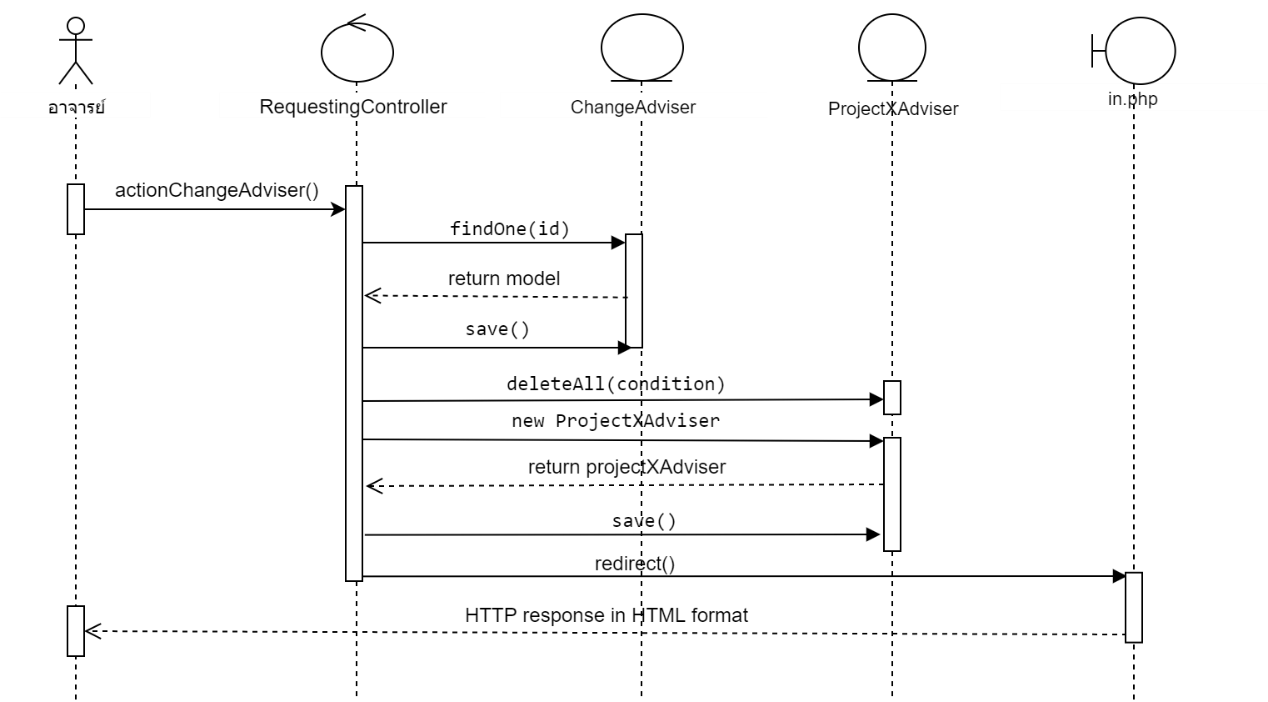 อาจารย์
RequestingController
ChangeAdviser
ProjectXAdviser
in.php
actionChangeAdviser()
findOne(id)
return model
save()
deleteAll(condition)
new ProjectXAdviser
return projectXAdviser
save()
redirect()
HTTP response in HTML format